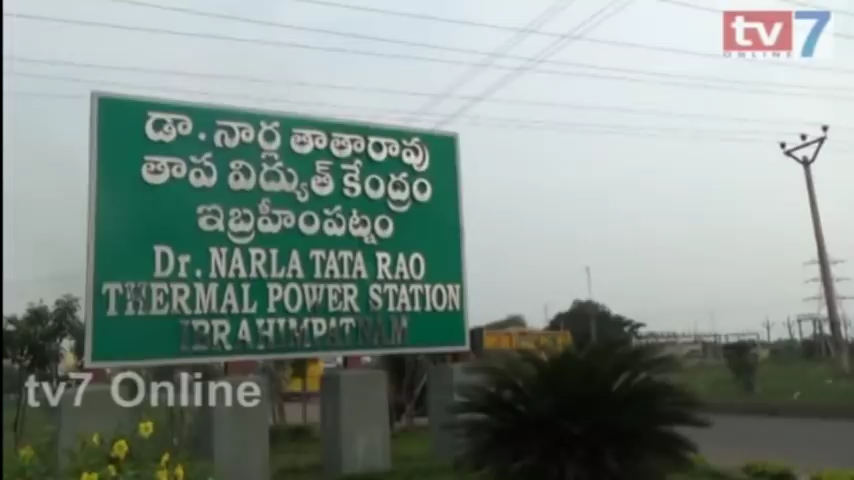 tv7
ONLINE
డా. నార్ల తాతారావు
తాప విద్యుత్ కేంద్రం
ఇబ్రహీంపట్నం
Dr. NARLA TATA RAO
THERMAL POWER STATION
IBRAHIMPATNAM
tv7 Online